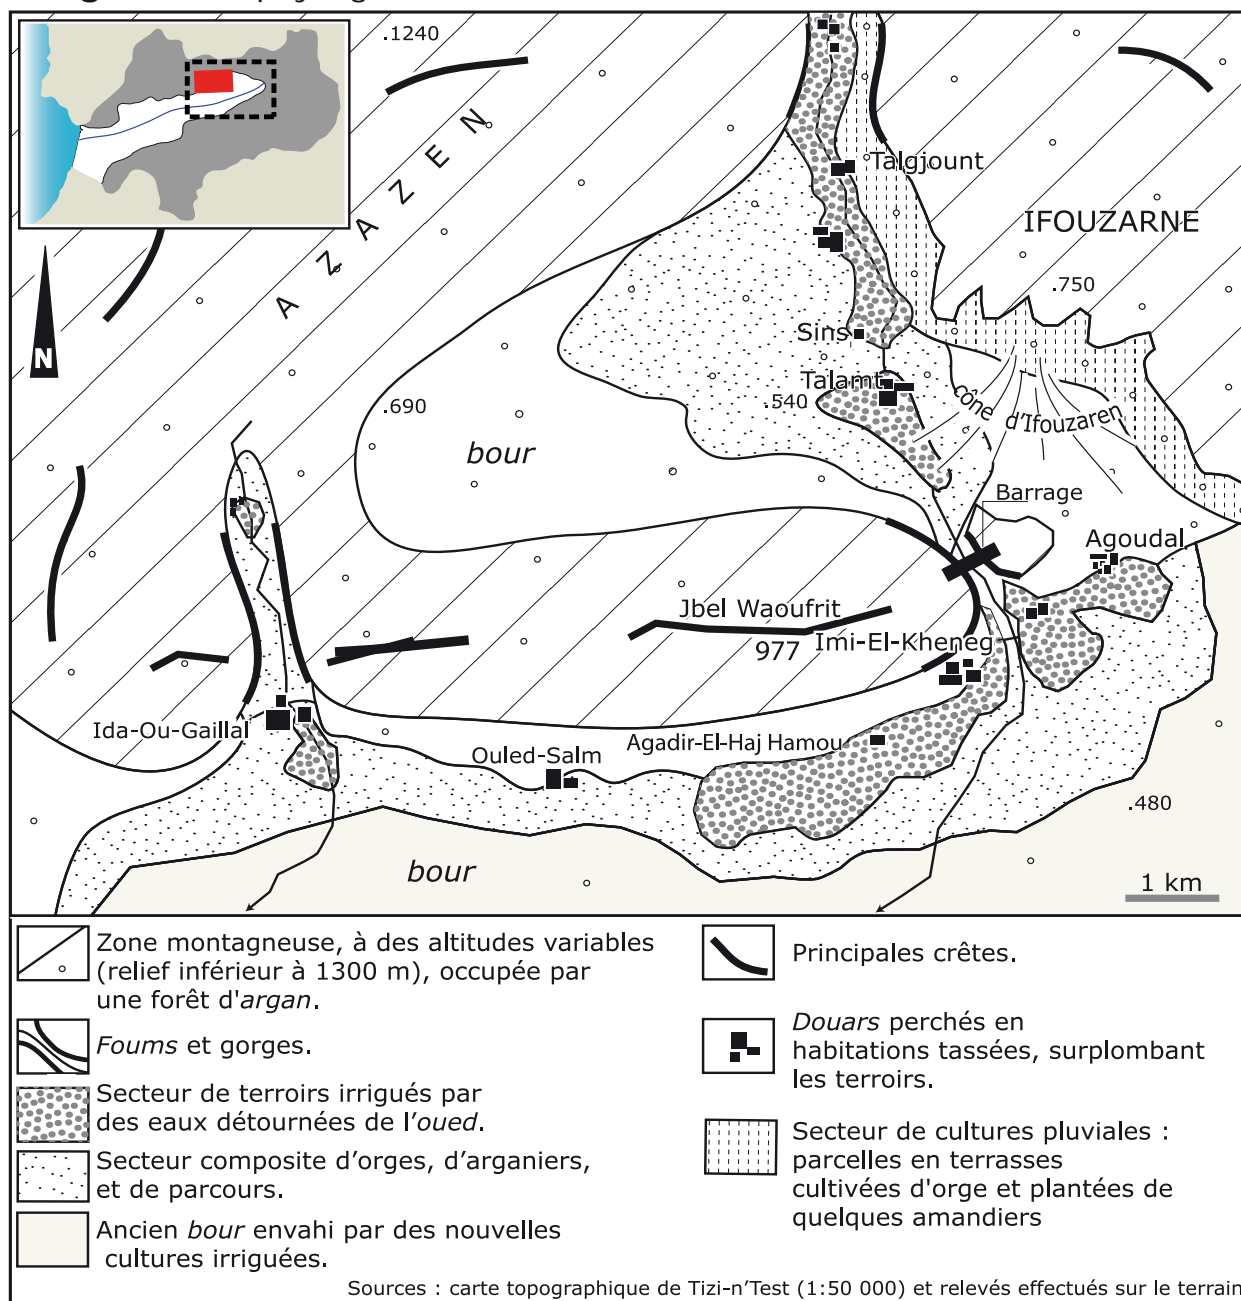 .1240
AZAZEN
Talgjount
IFOUZARNE
.750
Sins
Talamt
.540
cône d'Ifouzaren
.690
bour
N
Barrage
Agoudal
Jbel Waoufrit
977
Imi-El-Kheneg
Ida-Ou-Gaillal
Ouled-Salm
Agadir-El-Haj Hamou
.480
bour
1 km
Zone montagneuse, à des altitudes variables
(relief inférieur à 1300 m), occupée par
une forêt d'argan.
Foums et gorges.
Secteur de terroirs irrigués par
des eaux détournées de l'oued.
Secteur composite d’orges, d’arganiers,
et de parcours.
Ancien bour envahi par des nouvelles
cultures irriguées.
Principales crêtes.
Douars perchés en
habitations tassées, surplombant
les terroirs.
Secteur de cultures pluviales :
parcelles en terrasses
cultivées d'orge et plantées de
quelques amandiers
Sources : carte topographique de Tizi-n’Test (1:50 000) et relevés effectués sur le terrain